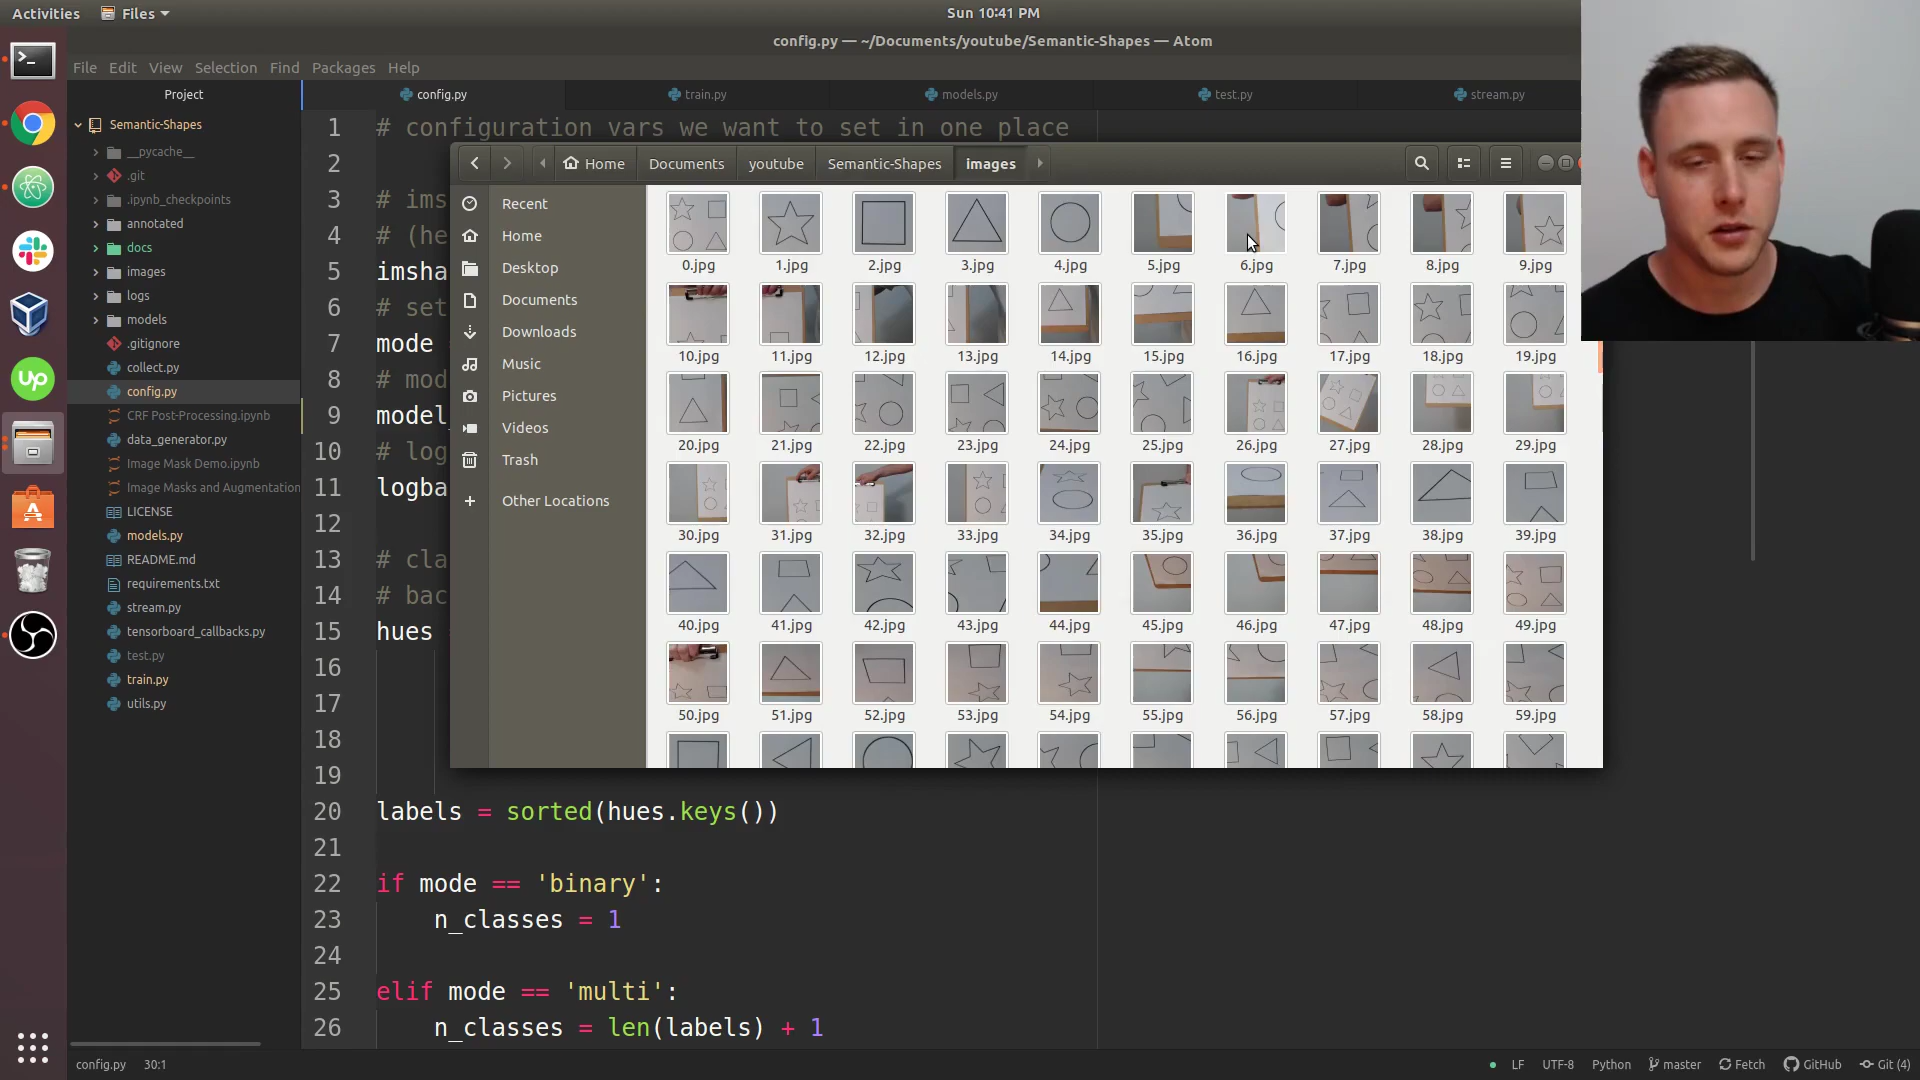 Activities
Files
Sun 10:41 PM
config.py — ~/Documents/youtube/Semantic-Shapes — Atom
File Edit View Selection Find Packages Help
Project
Semantic-Shapes
__pycache__
.git
.ipynb_checkpoints
annotated
docs
images
logs
models
.gitignore
collect.py
config.py
CRF Post-Processing.ipynb
data_generator.py
Image Mask Demo.ipynb
Image Masks and Augmentation
LICENSE
models.py
README.md
requirements.txt
stream.py
tensorboard_callbacks.py
test.py
train.py
utils.py
config.py
train.py
models.py
test.py
stream.py
1 # configuration vars we want to set in one place
2
3 # ims
4 # (he
5 imsha
6 # set
7 mode
8 # mod
9 model_
10 # log
11 logba
12
13 # cla
14 # bac
15 hues
16
17
18
19
20 labels = sorted(hues.keys())
21
22 if mode == 'binary':
23 n_classes = 1
24
25 elif mode == 'multi':
26 n_classes = len(labels) + 1
Home Documents youtube Semantic-Shapes images
Recent
Home
Desktop
Documents
Downloads
Music
Pictures
Videos
Trash
Other Locations
0.jpg 1.jpg 2.jpg 3.jpg 4.jpg 5.jpg 6.jpg 7.jpg 8.jpg 9.jpg
10.jpg 11.jpg 12.jpg 13.jpg 14.jpg 15.jpg 16.jpg 17.jpg 18.jpg 19.jpg
20.jpg 21.jpg 22.jpg 23.jpg 24.jpg 25.jpg 26.jpg 27.jpg 28.jpg 29.jpg
30.jpg 31.jpg 32.jpg 33.jpg 34.jpg 35.jpg 36.jpg 37.jpg 38.jpg 39.jpg
40.jpg 41.jpg 42.jpg 43.jpg 44.jpg 45.jpg 46.jpg 47.jpg 48.jpg 49.jpg
50.jpg 51.jpg 52.jpg 53.jpg 54.jpg 55.jpg 56.jpg 57.jpg 58.jpg 59.jpg
Up
config.py 30:1
LF UTF-8 Python master Fetch GitHub Git (4)